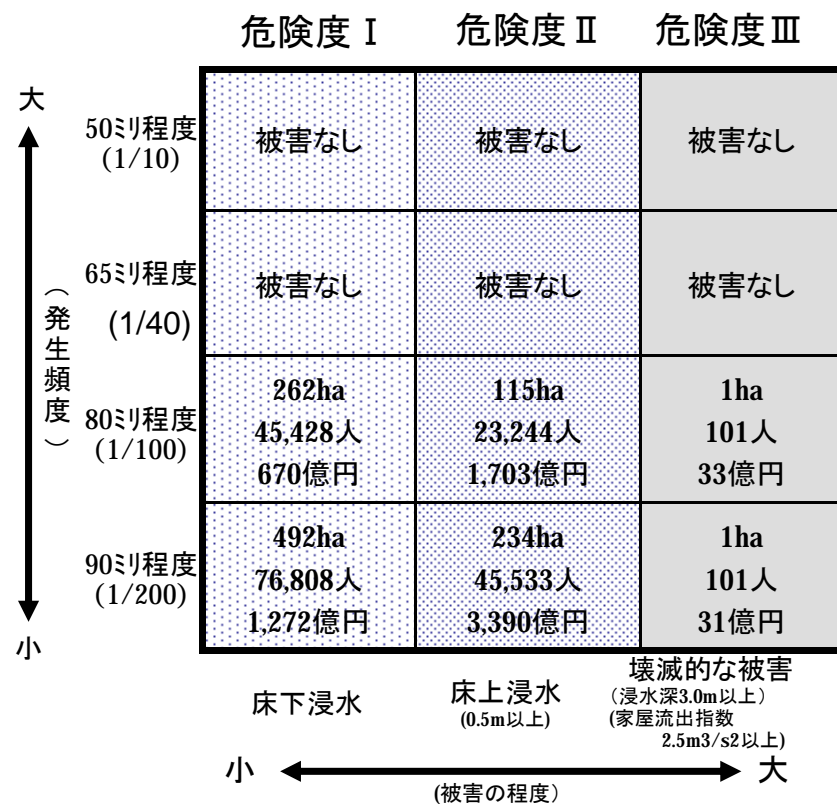 危険度Ⅰ 危険度Ⅱ 危険度Ⅲ
大
50ミリ程度
(1/10)
被害なし 被害なし 被害なし
65ミリ程度
(1/40)
被害なし 被害なし 被害なし
（発生頻度）
80ミリ程度
(1/100)
262ha 115ha 1ha
45,428人 23,244人 101人
670億円 1,703億円 33億円
90ミリ程度
(1/200)
492ha 234ha 1ha
76,808人 45,533人 101人
1,272億円 3,390億円 31億円
小
床下浸水
床上浸水
(0.5m以上)
壊滅的な被害
（浸水深3.0m以上）
(家屋流出指数
2.5m3/s2以上)
小 大
(被害の程度）